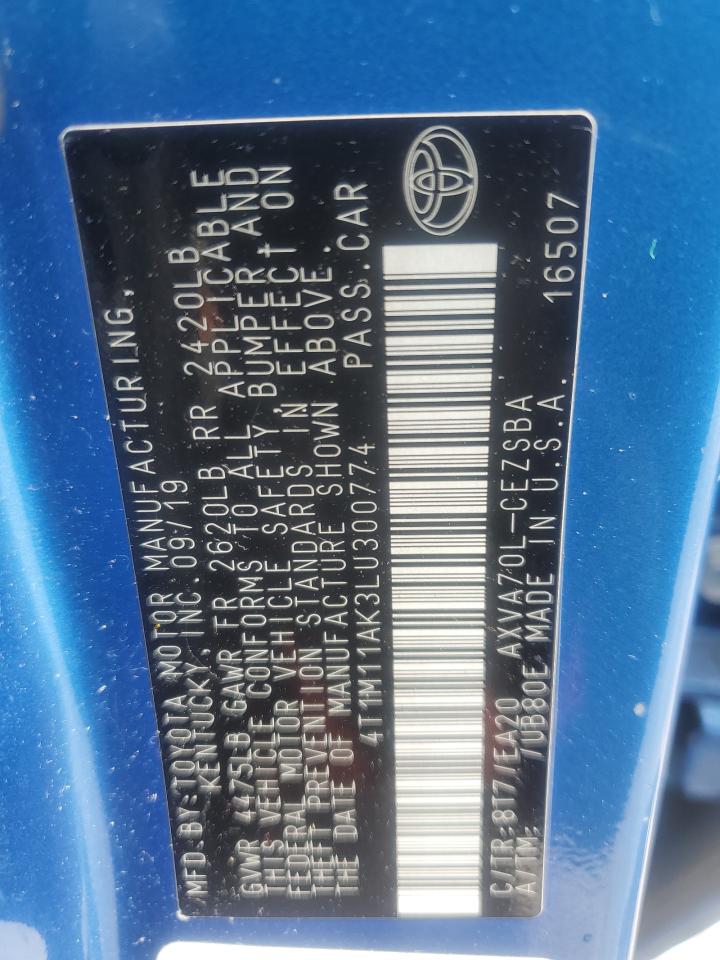 MFD.BY:TOYOTA MOTOR MANUFACTURING,
KENTUCKY, INC. 09/19
GVWR 4475LB GAWR FR 2620LB RR 2420LB
THIS VEHICLE CONFORMS TO ALL APPLICABLE
FEDERAL MOTOR VEHICLE SAFETY, BUMPER AND
THEFT PREVENTION STANDARDS IN EFFECT ON
THE DATE OF MANUFACTURE SHOWN ABOVE.
4T1M11AK3LU300774 PASS.CAR
C/TR:8T7/EA20 AXVA70L-CEZSBA
A/TM: /UB80E MADE IN U.S.A. 16507